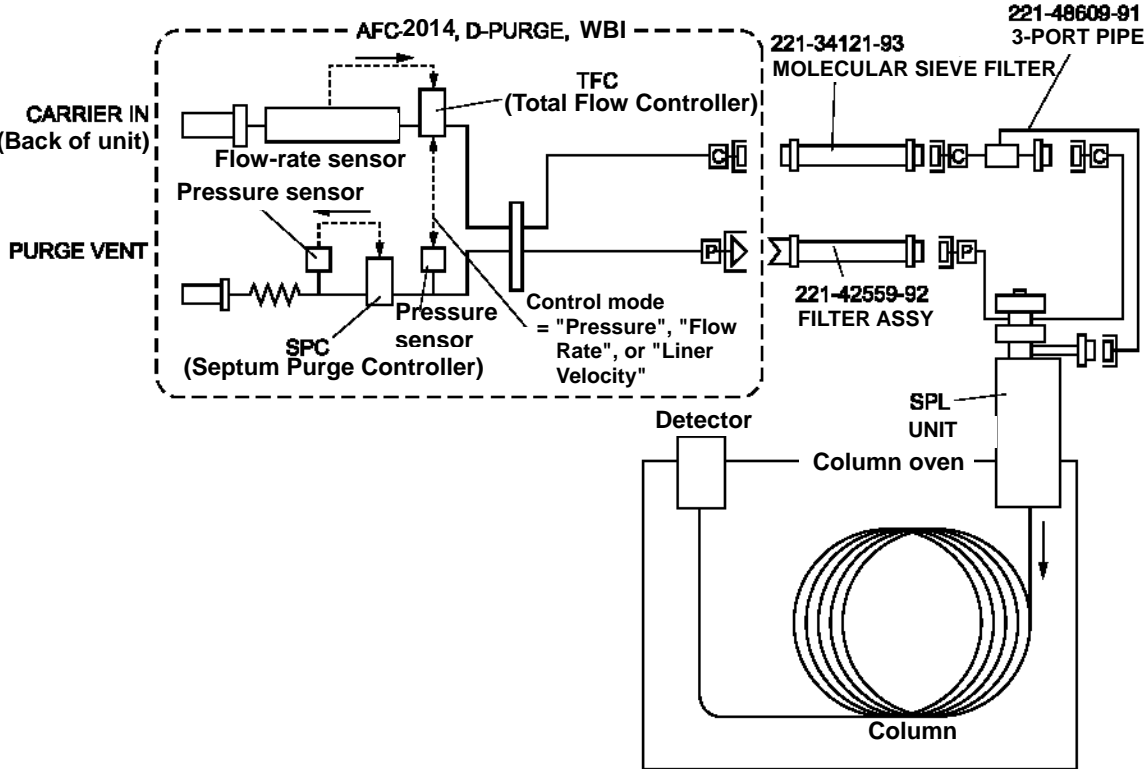 AFC-2014, D-PURGE, WBI
221-48609-91
3-PORT PIPE
221-34121-93
MOLECULAR SIEVE FILTER
CARRIER IN
(Back of unit)
TFC
(Total Flow Controller)
Flow-rate sensor
C
C
C
Pressure sensor
PURGE VENT
P
P
221-42559-92
FILTER ASSY
Pressure
sensor
SPC
(Septum Purge Controller)
Control mode
= "Pressure", "Flow
Rate", or "Liner
Velocity"
SPL
UNIT
Detector
Column oven
Column